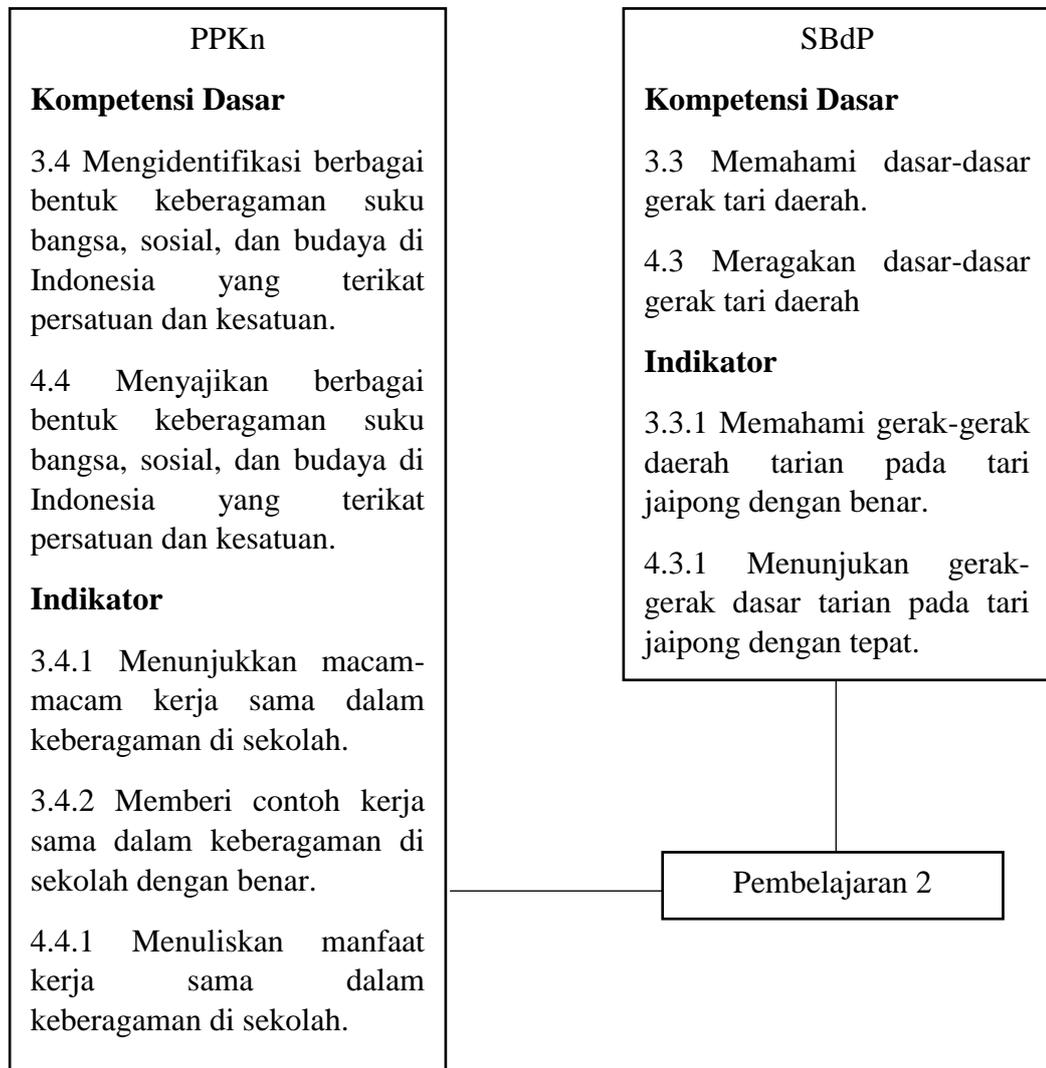 PPKn
Kompetensi Dasar
3.4 Mengidentifikasi berbagai
bentuk keberagaman suku
bangsa, sosial, dan budaya di
Indonesia yang terikat
persatuan dan kesatuan.
4.4 Menyajikan berbagai
bentuk keberagaman suku
bangsa, sosial, dan budaya di
Indonesia yang terikat
persatuan dan kesatuan.
Indikator
3.4.1 Menunjukkan macam-
macam kerja sama dalam
keberagaman di sekolah.
3.4.2 Memberi contoh kerja
sama dalam keberagaman di
sekolah dengan benar.
4.4.1 Menuliskan manfaat
kerja sama dalam
keberagaman di sekolah.
SBdP
Kompetensi Dasar
3.3 Memahami dasar-dasar
gerak tari daerah.
4.3 Meragakan dasar-dasar
gerak tari daerah
Indikator
3.3.1 Memahami gerak-gerak
daerah tarian pada tari
jaipong dengan benar.
4.3.1 Menunjukan gerak-
gerak dasar tarian pada tari
jaipong dengan tepat.
Pembelajaran 2